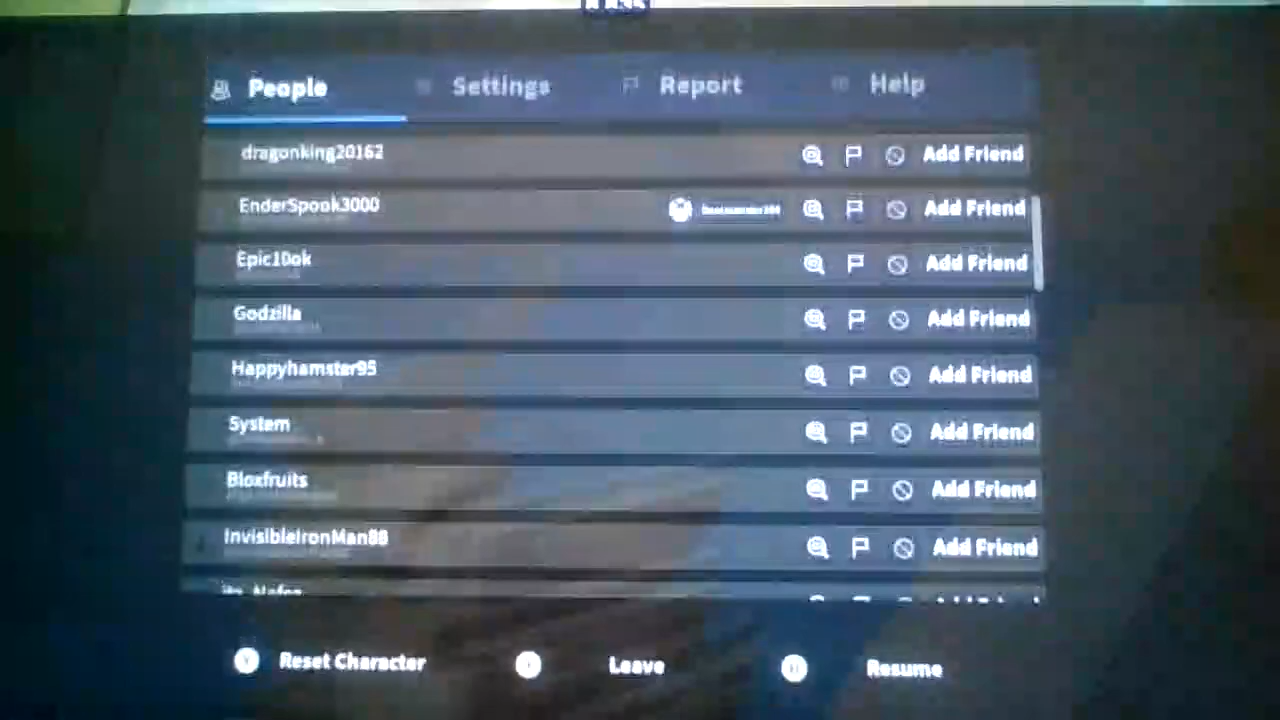 People Settings Report Help
dragonking20162 Add Friend
EnderSpook3000 Add Friend
Epic10ok Add Friend
Godzilla Add Friend
Happyhamster95 Add Friend
System Add Friend
Bloxfruits Add Friend
InvisibleIronMan88 Add Friend
Reset Character Leave Resume